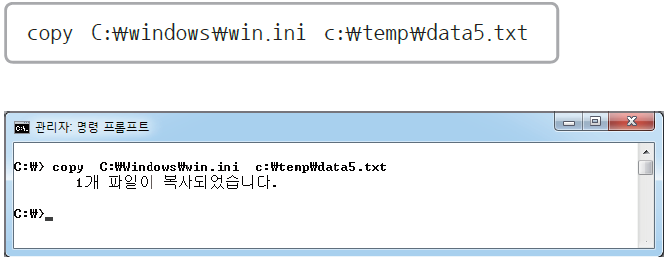 copy C:₩windows₩win.ini c:₩temp₩data5.txt
관리자: 명령 프롬프트
C:₩> copy C:₩Windows₩win.ini c:₩temp₩data5.txt
1개 파일이 복사되었습니다.
C:₩>